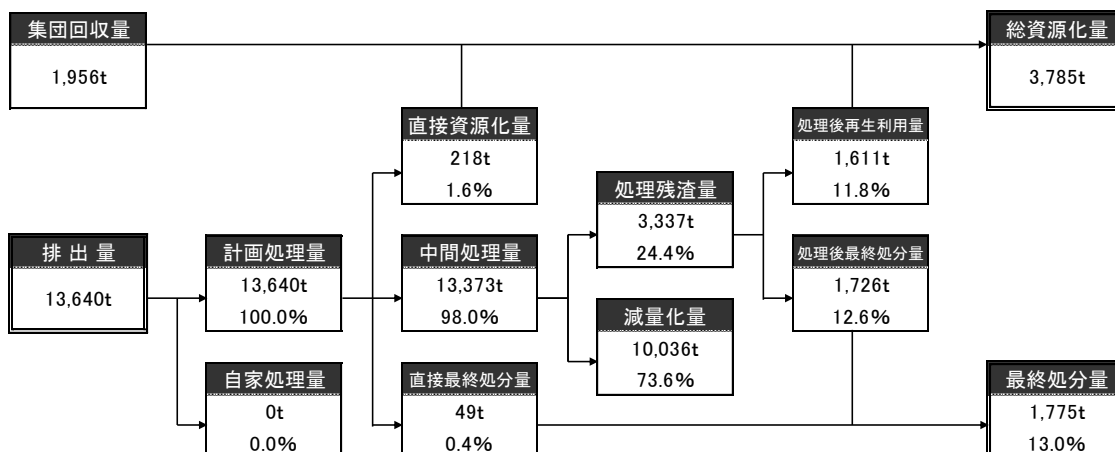 集団回収量
1,956t
総資源化量
3,785t
直接資源化量
218t
1.6%
処理後再生利用量
1,611t
11.8%
処理残渣量
3,337t
24.4%
排 出 量
13,640t
計画処理量
13,640t
100.0%
中間処理量
13,373t
98.0%
処理後最終処分量
1,726t
12.6%
減量化量
10,036t
73.6%
自家処理量
0t
0.0%
直接最終処分量
49t
0.4%
最終処分量
1,775t
13.0%